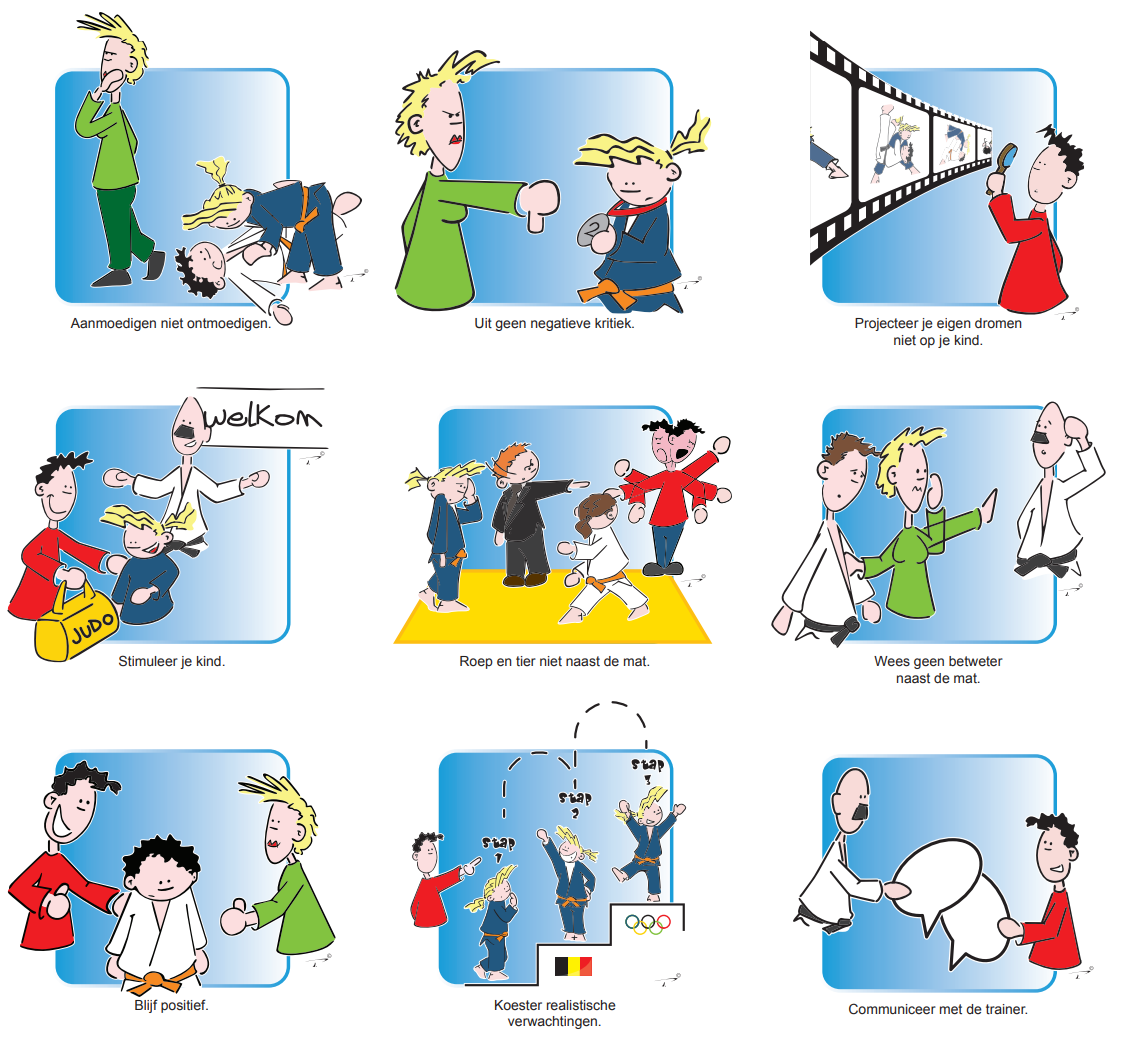 Aanmoedigen niet ontmoedigen.
Uit geen negatieve kritiek.
Projecteer je eigen dromen
niet op je kind.
welkom
JUDO
Stimuleer je kind.
Roep en tier niet naast de mat.
Wees geen betweter
naast de mat.
Blijf positief.
stap
1
stap
2
stap
3
Koester realistische
verwachtingen.
Communiceer met de trainer.